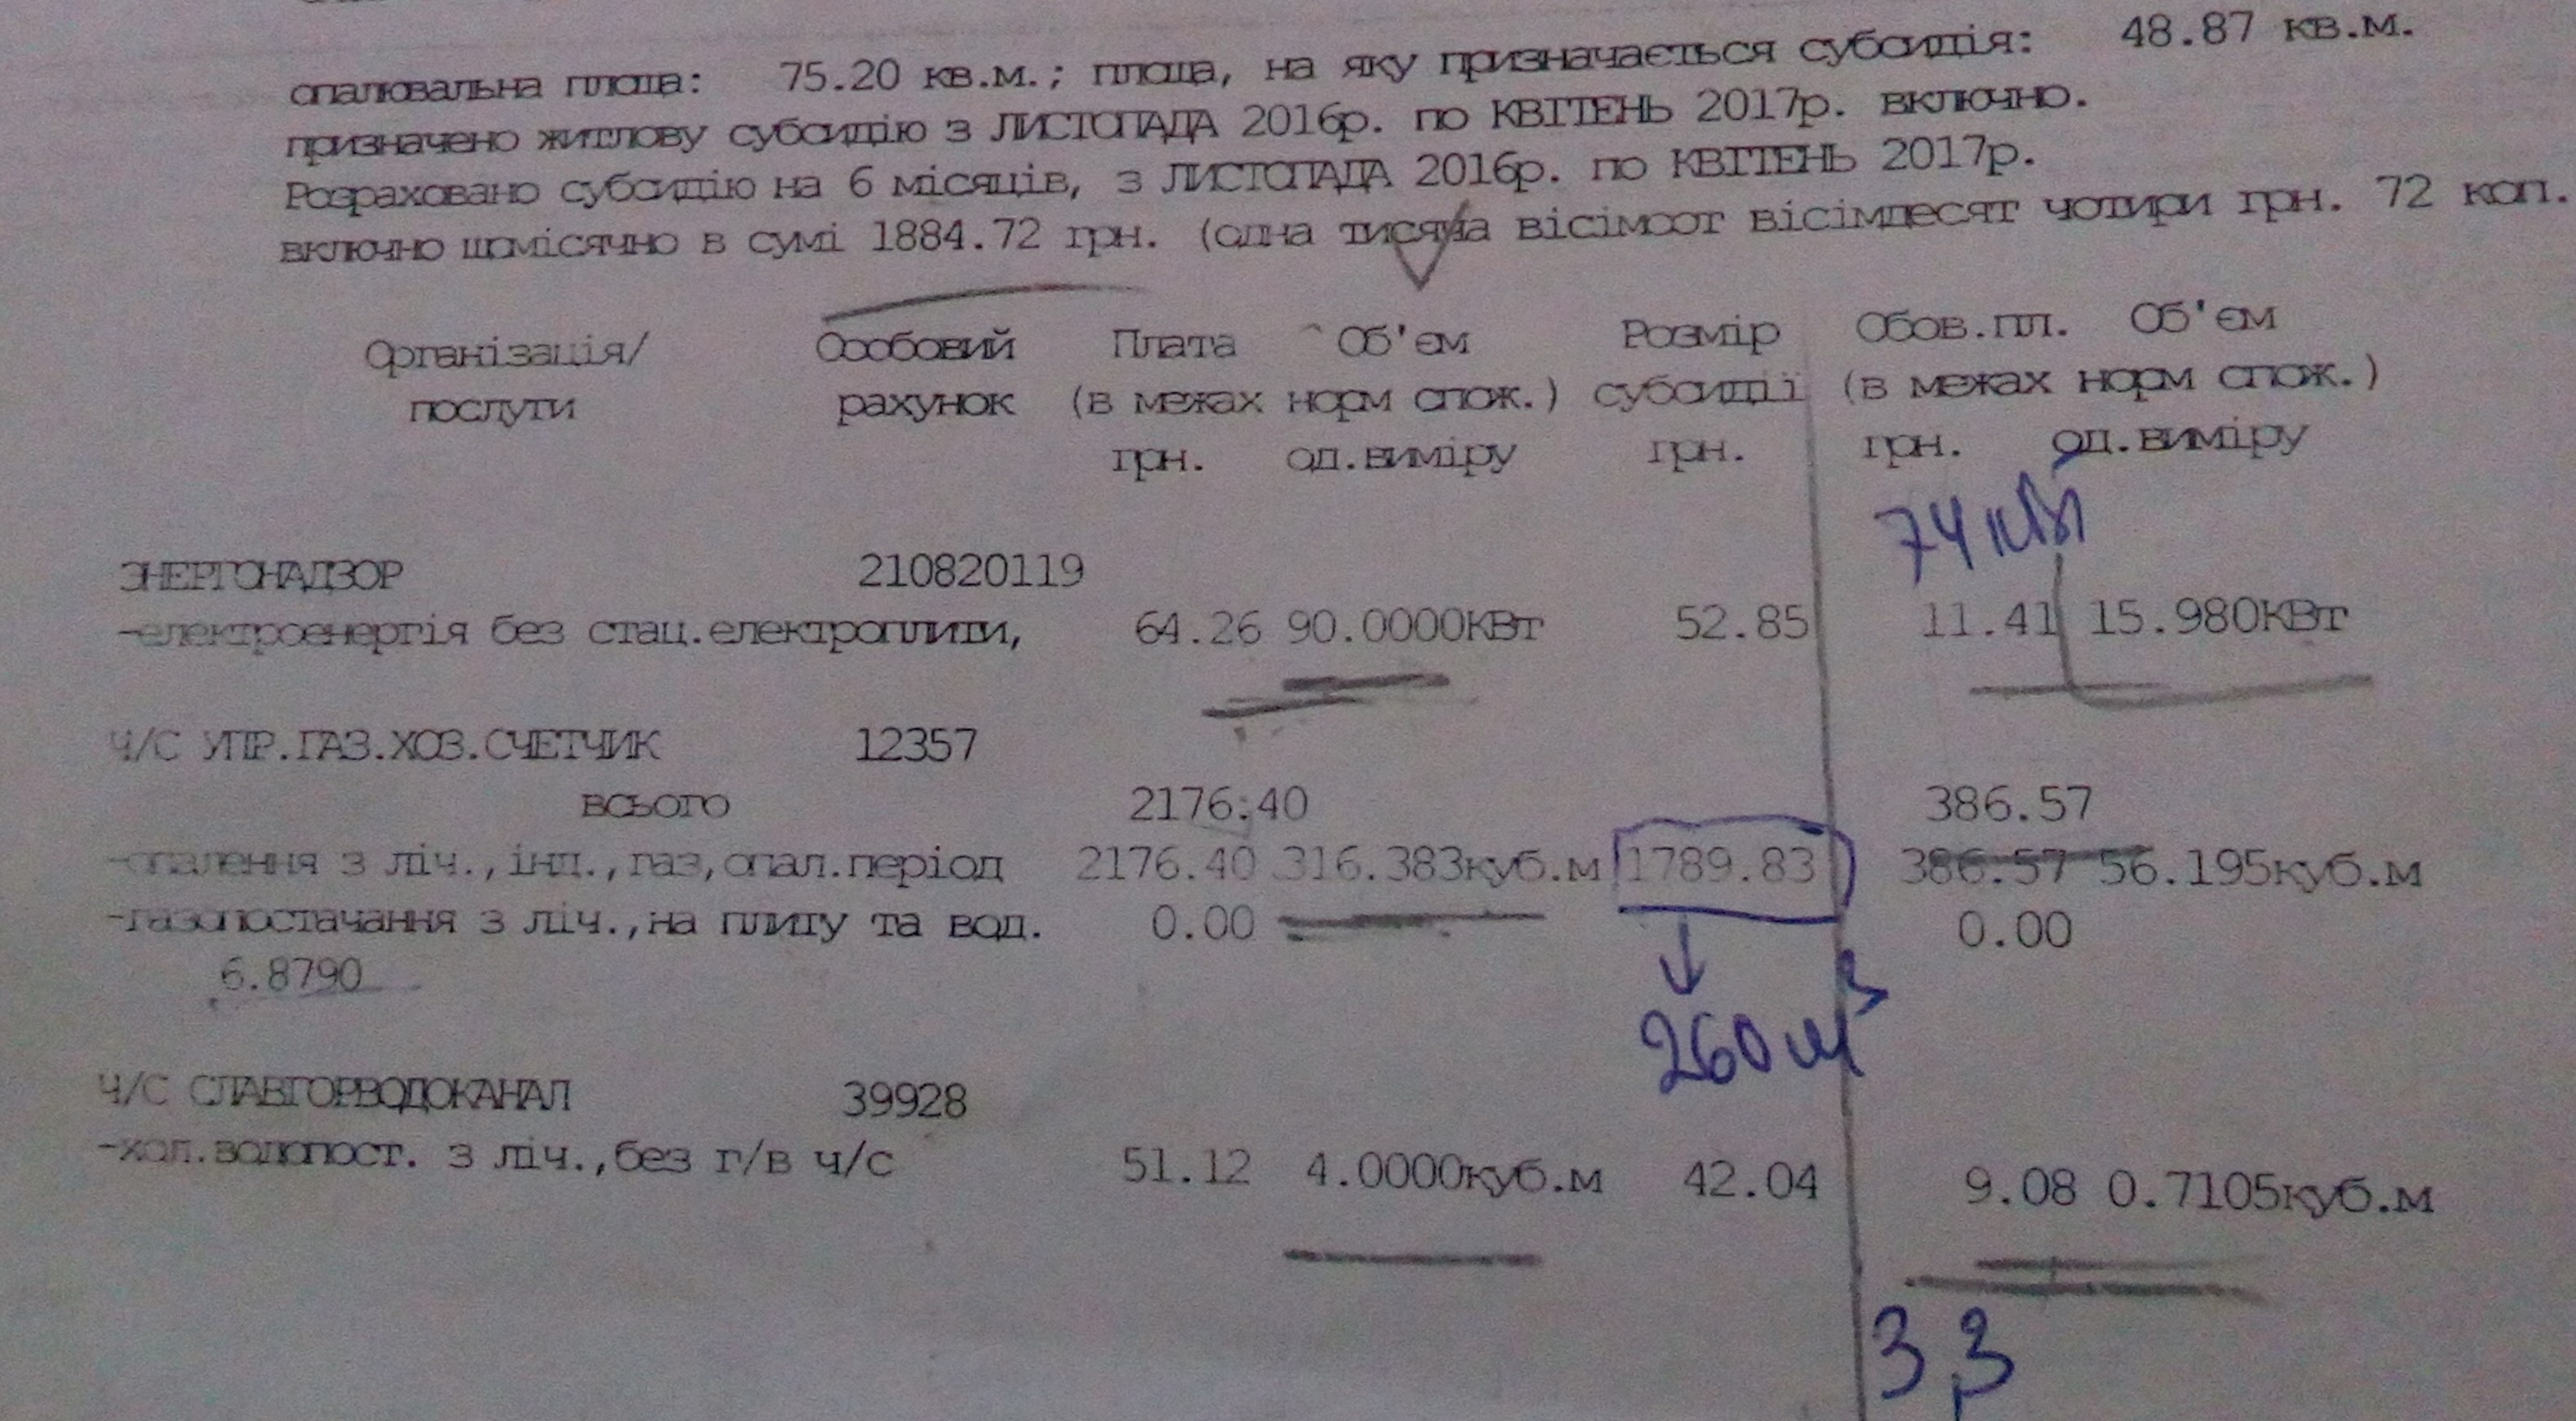 опалювальна площа: 75.20 кв.м.; площа, на яку призначається субсидія: 48.87 кв.м.
призначено житлову субсидію з ЛИСТОПАДА 2016р. по КВІТЕНЬ 2017р. включно.
Розраховано субсидію на 6 місяців, з ЛИСТОПАДА 2016р. по КВІТЕНЬ 2017р.
включно щомісячно в сумі 1884.72 грн. (одна тисяча вісімсот вісімдесят чотири грн. 72 коп.
Організація/ Особовий Плата Об'єм Розмір Обов.пл. Об'єм
послуги рахунок (в межах норм спож.) субсидії (в межах норм спож.)
грн. од.виміру грн. грн. од.виміру
74 кВт
ЭНЕРГОНАДЗОР 210820119
-електроенергія без стац.електроплити, 64.26 90.0000КВт 52.85 11.41 15.980КВт
Ч/С УПР.ГАЗ.ХОЗ.СЧЕТЧИК 12357
всього 2176.40 386.57
-опалення з ліч.,інд.,газ,опал.період 2176.40 316.383куб.м 1789.83 386.57 56.195куб.м
-газопостачання з ліч.,на плиту та вод. 0.00 0.00
6.8790
260 м³
Ч/С СЛАВГОРВОДОКАНАЛ 39928
-хол.водопост. з ліч.,без г/в ч/с 51.12 4.0000куб.м 42.04 9.08 0.7105куб.м
3,3